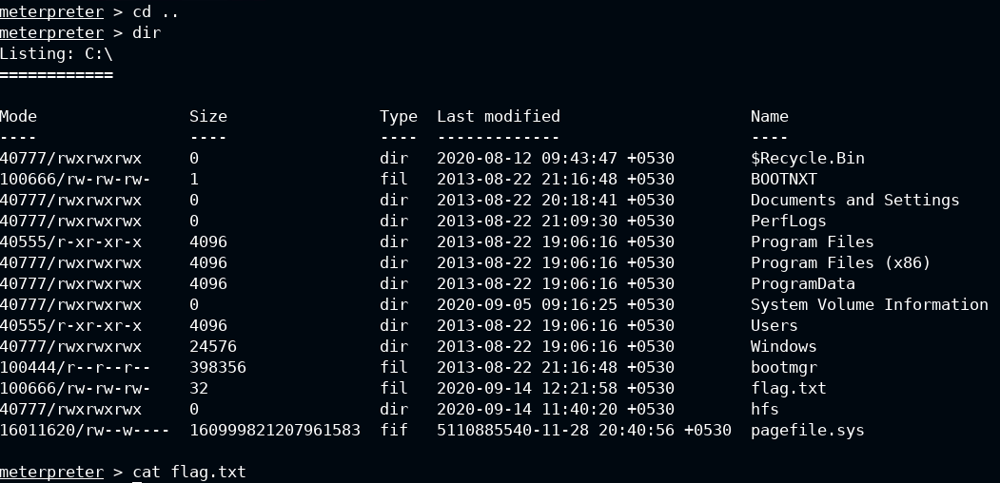 meterpreter > cd ..
meterpreter > dir
Listing: C:\
============
Mode                Size                Type  Last modified                    Name
----                ----                ----  -------------                    ----
40777/rwxrwxrwx     0                   dir   2020-08-12 09:43:47 +0530        $Recycle.Bin
100666/rw-rw-rw-    1                   fil   2013-08-22 21:16:48 +0530        BOOTNXT
40777/rwxrwxrwx     0                   dir   2013-08-22 20:18:41 +0530        Documents and Settings
40777/rwxrwxrwx     0                   dir   2013-08-22 21:09:30 +0530        PerfLogs
40555/r-xr-xr-x     4096                dir   2013-08-22 19:06:16 +0530        Program Files
40777/rwxrwxrwx     4096                dir   2013-08-22 19:06:16 +0530        Program Files (x86)
40777/rwxrwxrwx     4096                dir   2013-08-22 19:06:16 +0530        ProgramData
40777/rwxrwxrwx     0                   dir   2020-09-05 09:16:25 +0530        System Volume Information
40555/r-xr-xr-x     4096                dir   2013-08-22 19:06:16 +0530        Users
40777/rwxrwxrwx     24576               dir   2013-08-22 19:06:16 +0530        Windows
100444/r--r--r--    398356              fil   2013-08-22 21:16:48 +0530        bootmgr
100666/rw-rw-rw-    32                  fil   2020-09-14 12:21:58 +0530        flag.txt
40777/rwxrwxrwx     0                   dir   2020-09-14 11:40:20 +0530        hfs
16011620/rw--w----  160999821207961583  fif   5110885540-11-28 20:40:56 +0530  pagefile.sys
meterpreter > cat flag.txt